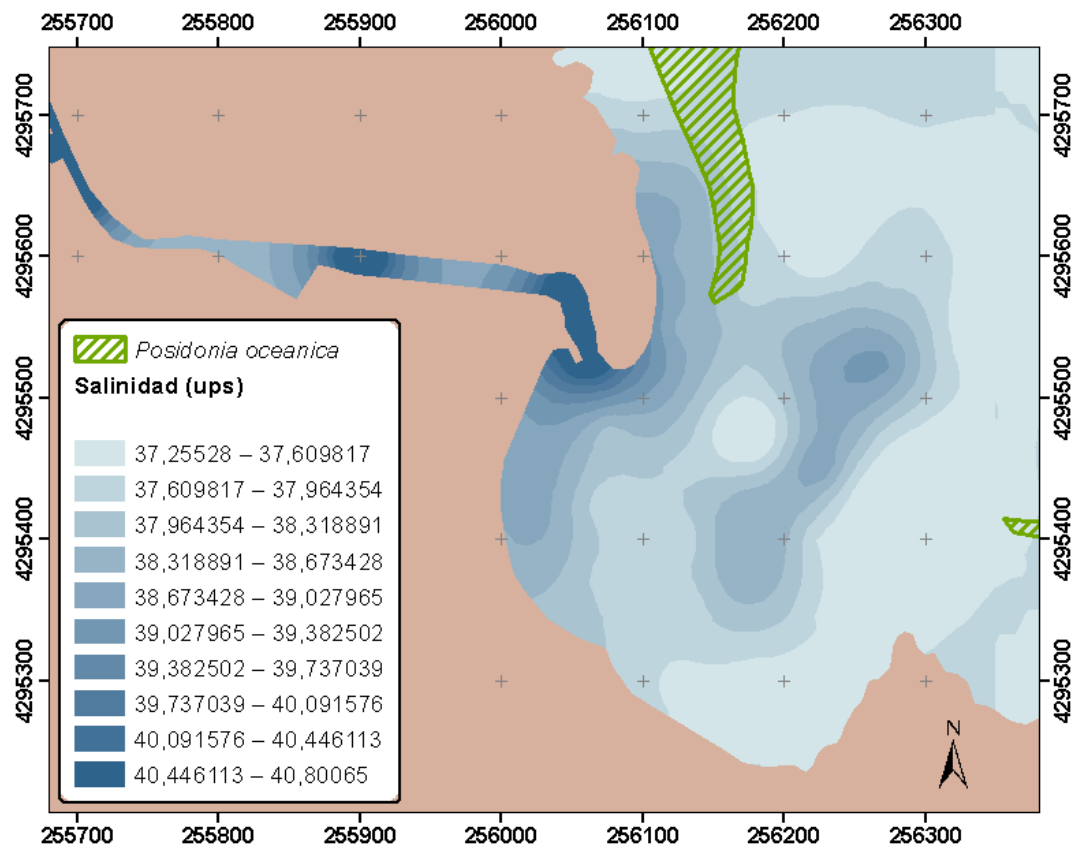 255700 255800 255900 256000 256100 256200 256300
4295700 4295700
4295600 4295600
4295500 4295500
4295400 4295400
4295300 4295300
Posidonia oceanica
Salinidad (ups)
37,25528 – 37,609817
37,609817 – 37,964354
37,964354 – 38,318891
38,318891 – 38,673428
38,673428 – 39,027965
39,027965 – 39,382502
39,382502 – 39,737039
39,737039 – 40,091576
40,091576 – 40,446113
40,446113 – 40,80065
N
255700 255800 255900 256000 256100 256200 256300